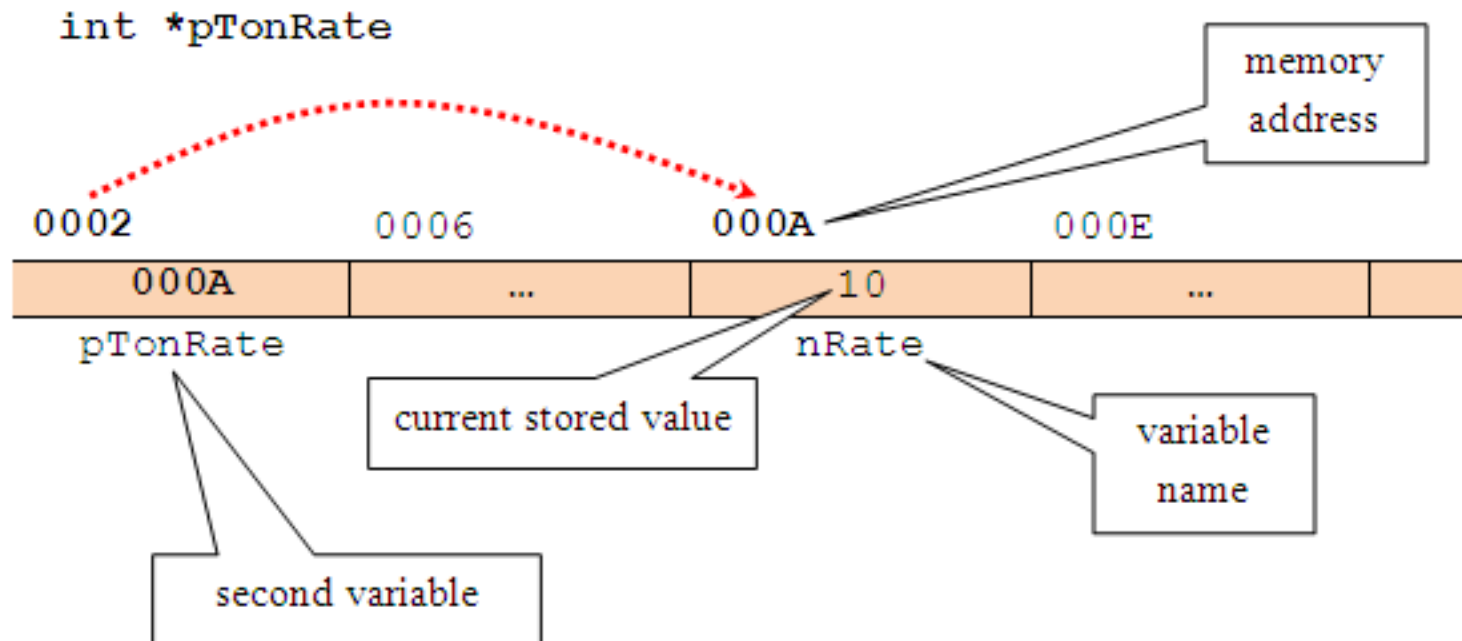 int *pTonRate
memory
address
0002 0006 000A 000E
000A … 10 …
pTonRate nRate
current stored value
variable
name
second variable